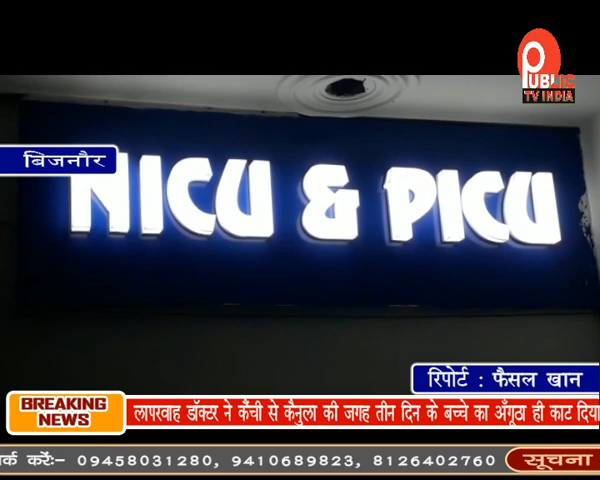 PUBLIC
TV INDIA
बिजनौर
NICU & PICU
रिपोर्ट : फैसल खान
BREAKING
NEWS
लापरवाह डॉक्टर ने कैंची से कैनुला की जगह तीन दिन के बच्चे का अँगूठा ही काट दिया
र्क करेंः- 09458031280, 9410689823, 8126402760
सूचना